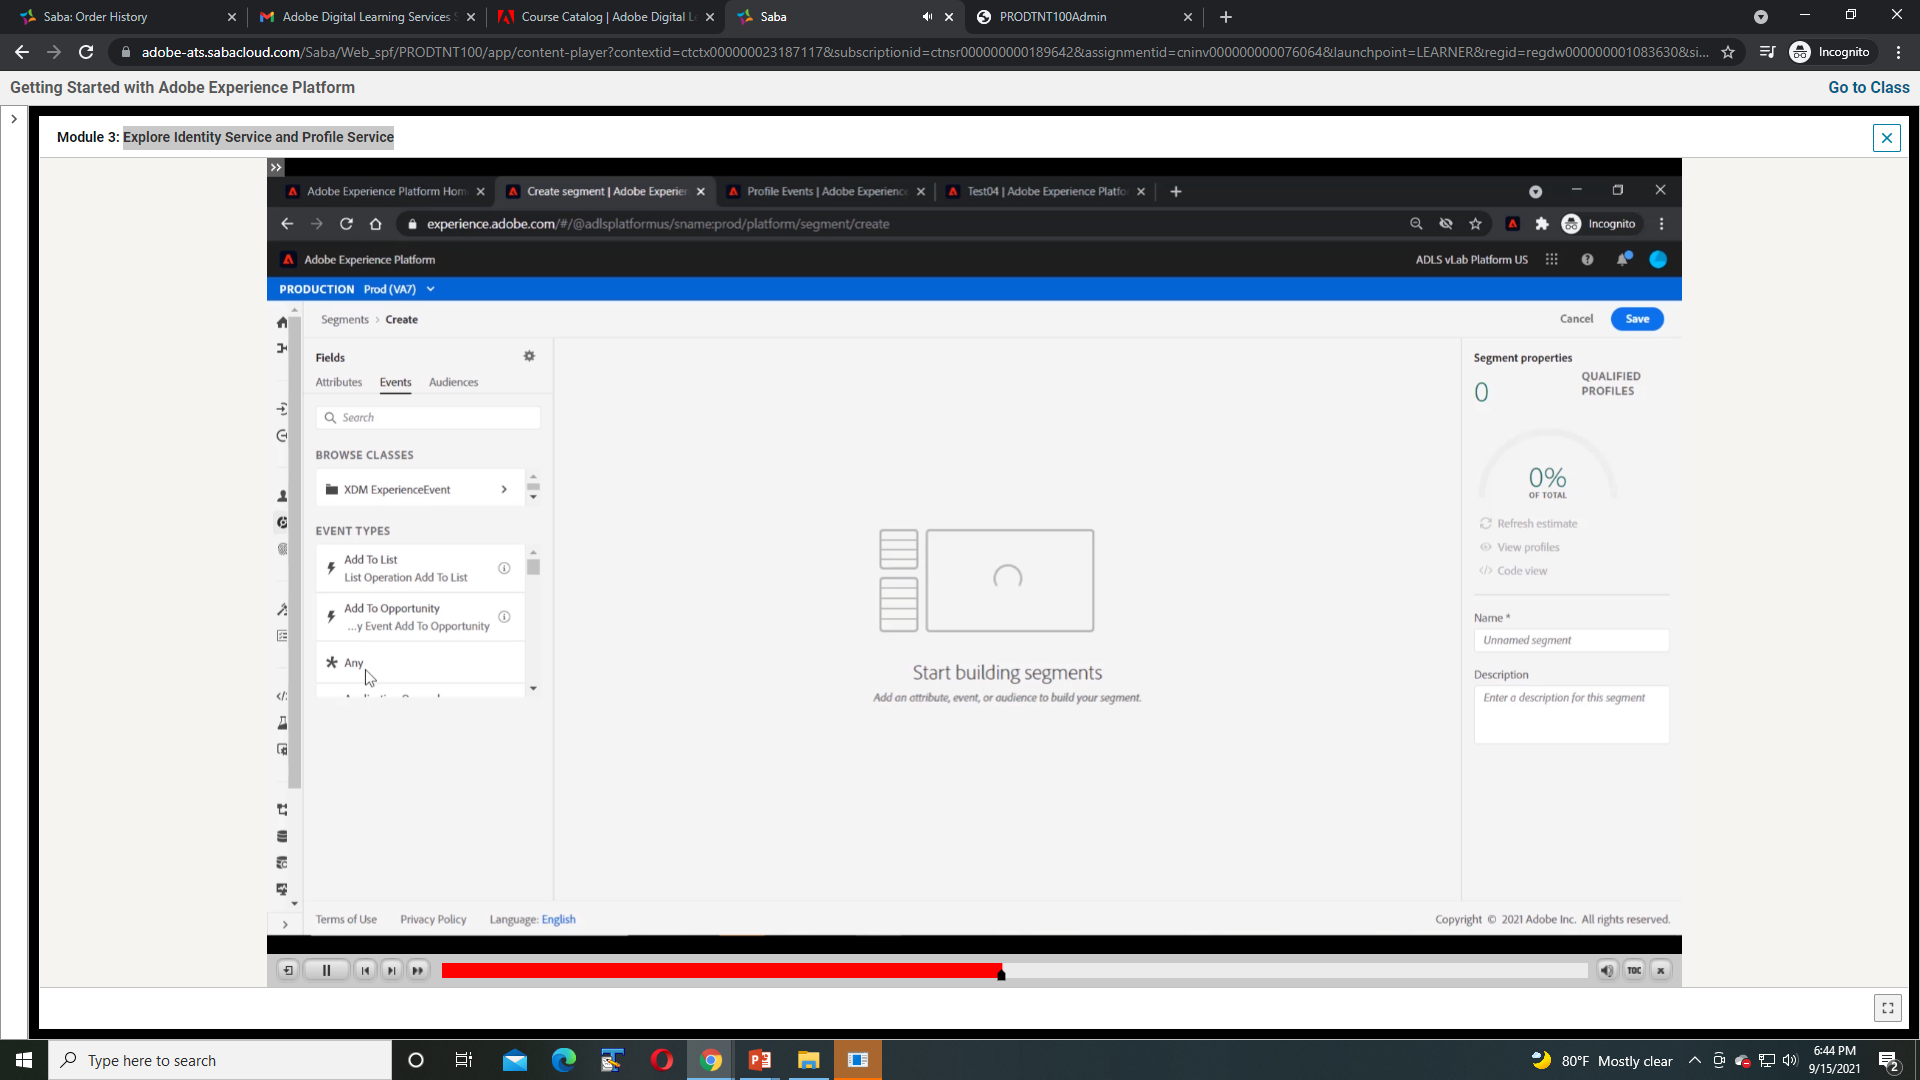 Saba: Order History
Adobe Digital Learning Services S
Course Catalog | Adobe Digital L
Saba
PRODTNT100Admin
adobe-ats.sabacloud.com/Saba/Web_spf/PRODTNT100/app/content-player?contextid=ctctx000000023187117&subscriptionid=ctnsr000000000189642&assignmentid=cninv000000000076064&launchpoint=LEARNER&regid=regdw000000001083630&si...
Incognito
Getting Started with Adobe Experience Platform
Go to Class
Module 3: Explore Identity Service and Profile Service
Adobe Experience Platform Hom
Create segment | Adobe Experien
Profile Events | Adobe Experience
Test04 | Adobe Experience Platfo
experience.adobe.com/#/@adlsplatformus/sname:prod/platform/segment/create
Incognito
Adobe Experience Platform
ADLS vLab Platform US
PRODUCTION Prod (VA7)
Segments › Create
Cancel
Save
Fields
Attributes
Events
Audiences
Search
BROWSE CLASSES
XDM ExperienceEvent
EVENT TYPES
Add To List
List Operation Add To List
Add To Opportunity
...y Event Add To Opportunity
Any
Start building segments
Add an attribute, event, or audience to build your segment.
Segment properties
0
QUALIFIED
PROFILES
0%
OF TOTAL
Refresh estimate
View profiles
Code view
Name *
Unnamed segment
Description
Enter a description for this segment
Terms of Use
Privacy Policy
Language: English
Copyright © 2021 Adobe Inc. All rights reserved.
TOC
Type here to search
80°F Mostly clear
6:44 PM
9/15/2021
2